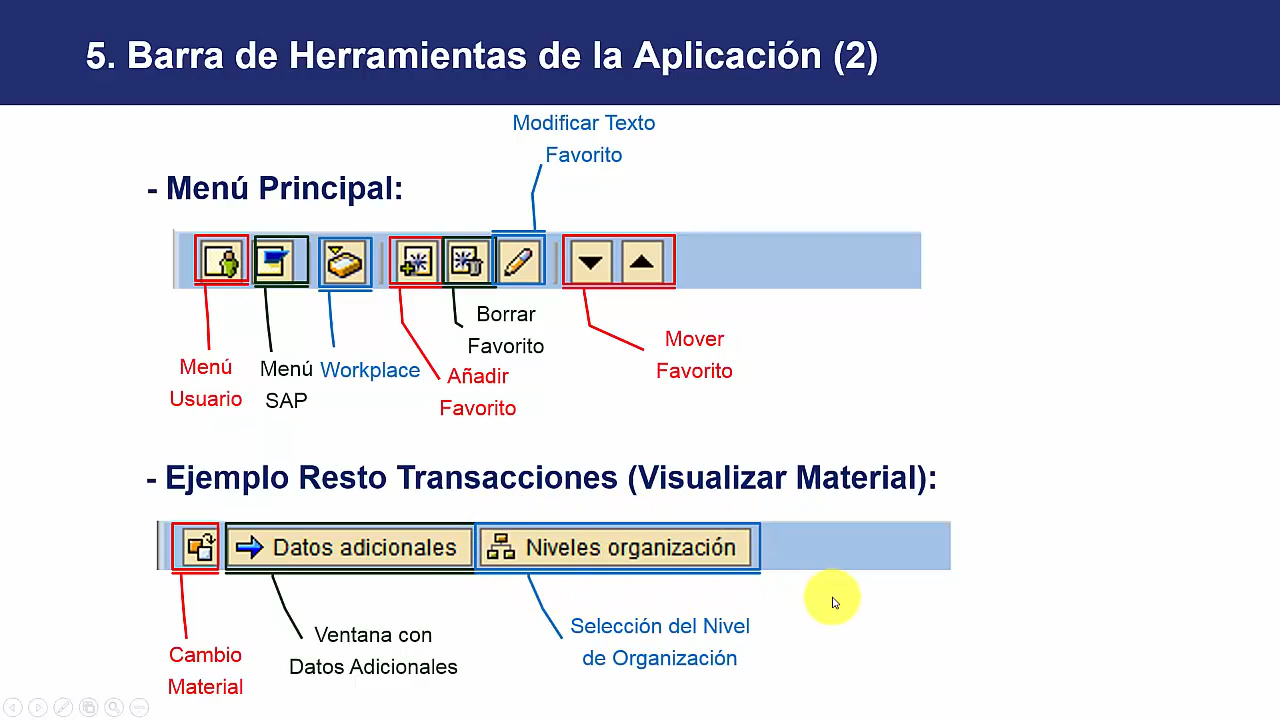 5. Barra de Herramientas de la Aplicación (2)
Modificar Texto
Favorito
- Menú Principal:
Borrar
Favorito
Mover
Favorito
Menú
Usuario
Menú
SAP
Workplace
Añadir
Favorito
- Ejemplo Resto Transacciones (Visualizar Material):
Datos adicionales
Niveles organización
Cambio
Material
Ventana con
Datos Adicionales
Selección del Nivel
de Organización